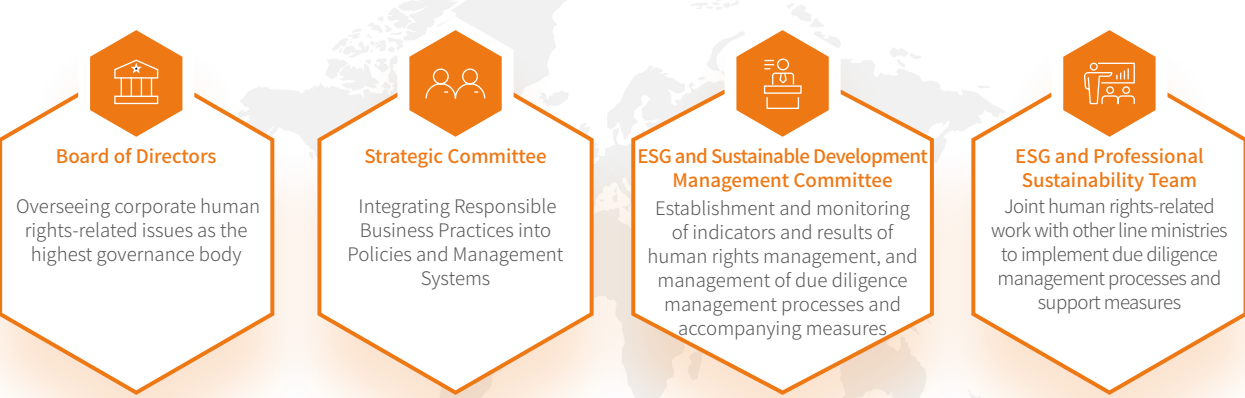 Board of Directors
Overseeing corporate human
rights-related issues as the
highest governance body
Strategic Committee
Integrating Responsible
Business Practices into
Policies and Management
Systems
ESG and Sustainable Development
Management Committee
Establishment and monitoring
of indicators and results of
human rights management, and
management of due diligence
management processes and
accompanying measures
ESG and Professional
Sustainability Team
Joint human rights-related
work with other line ministries
to implement due diligence
management processes and
support measures